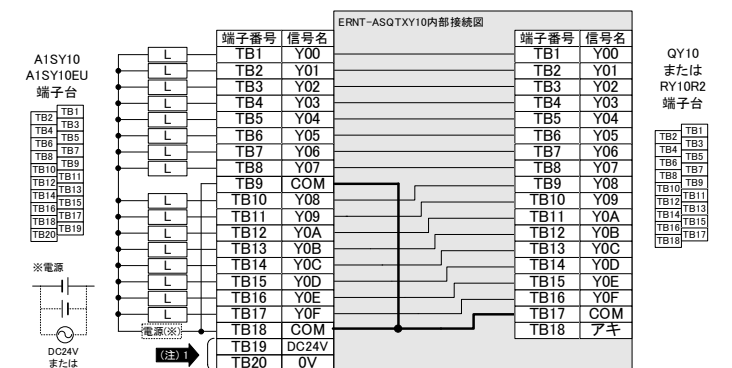 ERNT-ASQTXY10内部接続図
A1SY10
A1SY10EU
端子台
TB1
TB2
TB3
TB4
TB5
TB6
TB7
TB8
TB9
TB10
TB11
TB12
TB13
TB14
TB15
TB16
TB17
TB18
TB19
TB20
※電源
DC24V
または
端子番号 信号名
L TB1 Y00
L TB2 Y01
L TB3 Y02
L TB4 Y03
L TB5 Y04
L TB6 Y05
L TB7 Y06
L TB8 Y07
TB9 COM
L TB10 Y08
L TB11 Y09
L TB12 Y0A
L TB13 Y0B
L TB14 Y0C
L TB15 Y0D
L TB16 Y0E
L TB17 Y0F
電源(※) TB18 COM
(注)1 TB19 DC24V
TB20 0V
端子番号 信号名
TB1 Y00
TB2 Y01
TB3 Y02
TB4 Y03
TB5 Y04
TB6 Y05
TB7 Y06
TB8 Y07
TB9 Y08
TB10 Y09
TB11 Y0A
TB12 Y0B
TB13 Y0C
TB14 Y0D
TB15 Y0E
TB16 Y0F
TB17 COM
TB18 アキ
QY10
または
RY10R2
端子台
TB1
TB2
TB3
TB4
TB5
TB6
TB7
TB8
TB9
TB10
TB11
TB12
TB13
TB14
TB15
TB16
TB17
TB18